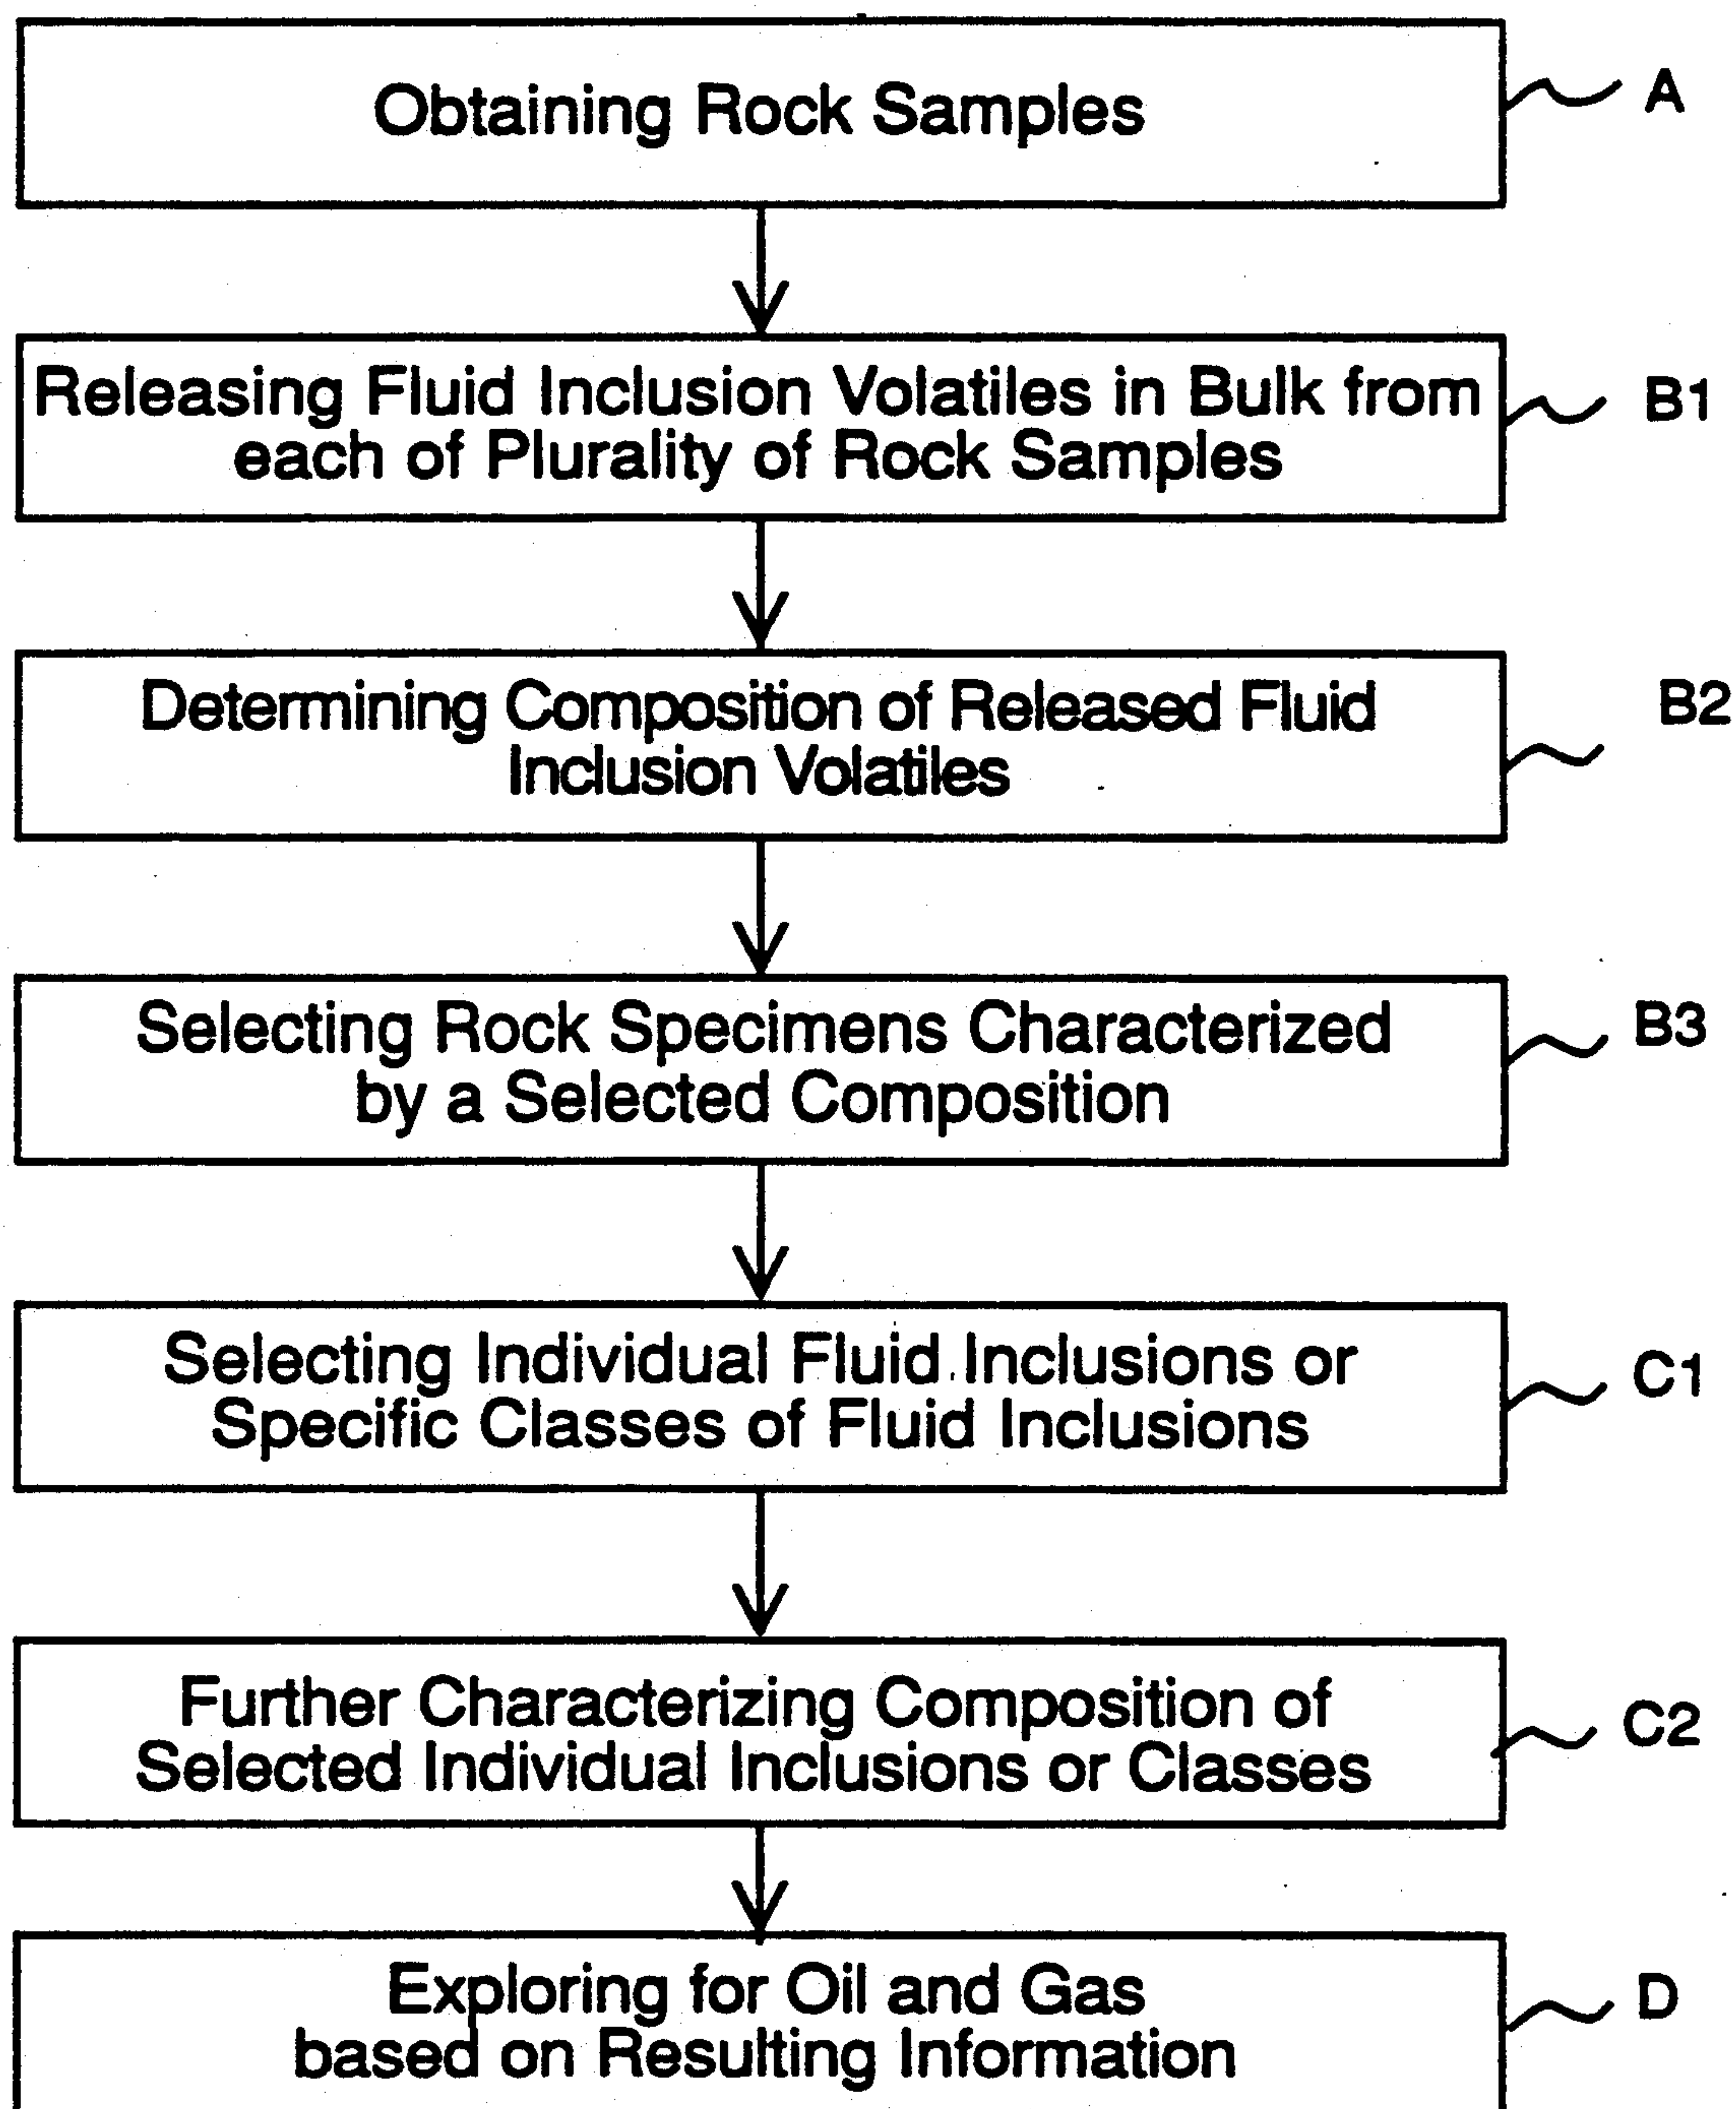 Obtaining Rock Samples
A
Releasing Fluid Inclusion Volatiles in Bulk from
each of Plurality of Rock Samples
B1
Determining Composition of Released Fluid
Inclusion Volatiles
B2
Selecting Rock Specimens Characterized
by a Selected Composition
B3
Selecting Individual Fluid Inclusions or
Specific Classes of Fluid Inclusions
C1
Further Characterizing Composition of
Selected Individual Inclusions or Classes
C2
Exploring for Oil and Gas
based on Resulting Information
D